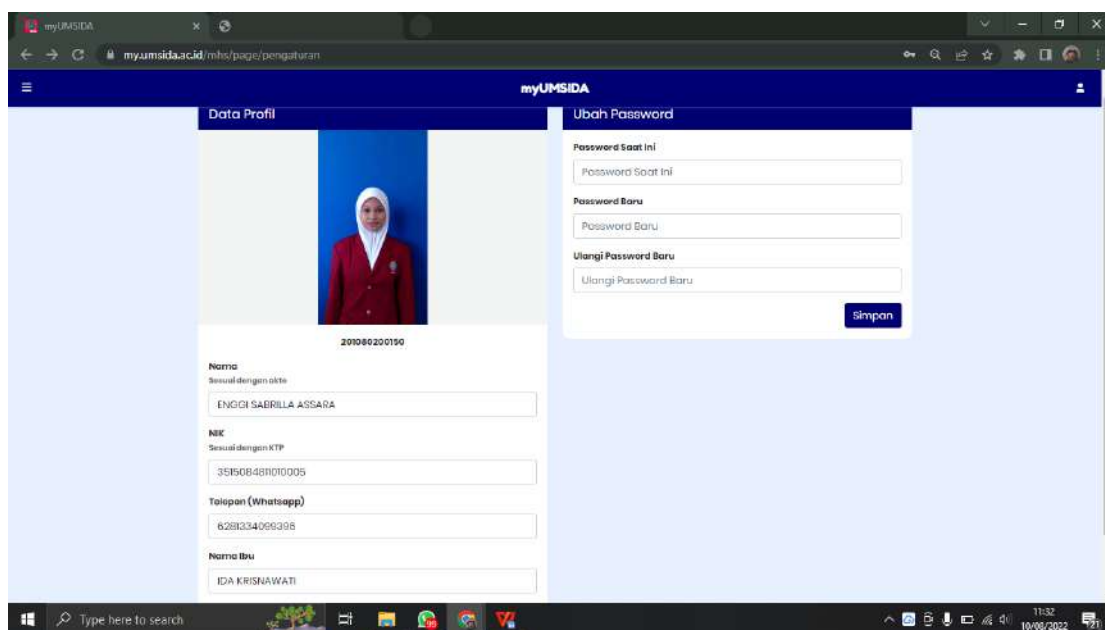 myUMSIDA
my.umsida.ac.id/mhs/page/pengaturan
myUMSIDA
Data Profil
201080200150
Nama
Sesuai dengan akte
ENGGI SABRILLA ASSARA
NIK
Sesuai dengan KTP
3515084811010005
Telepon (Whatsapp)
Nama Ibu
IDA KRISNAWATI
Ubah Password
Password Saat Ini
Password Saat Ini
Password Baru
Password Baru
Ulangi Password Baru
Ulangi Password Baru
Simpan
Type here to search
11:32
10/08/2022